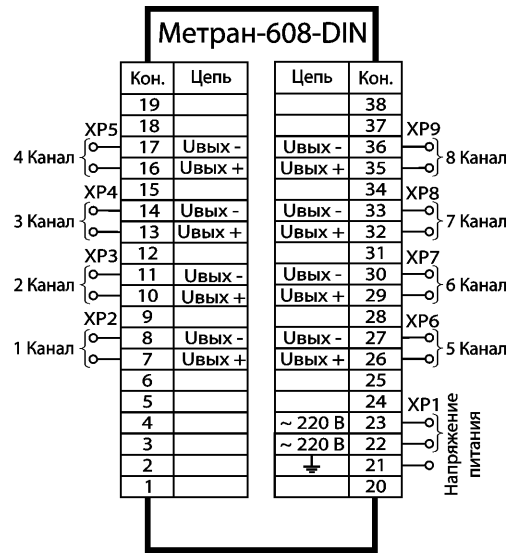 Метран-608-DIN
Кон. Цепь Цепь Кон.
19 38
XP5 18 37 XP9
17 Uвых - Uвых - 36
4 Канал 8 Канал
16 Uвых + Uвых + 35
XP4 15 34 XP8
14 Uвых - Uвых - 33
3 Канал 7 Канал
13 Uвых + Uвых + 32
XP3 12 31 XP7
11 Uвых - Uвых - 30
2 Канал 6 Канал
10 Uвых + Uвых + 29
XP2 9 28 XP6
8 Uвых - Uвых - 27
1 Канал 5 Канал
7 Uвых + Uвых + 26
6 25
5 24 XP1
4 ~ 220 В 23
3 ~ 220 В 22
2 21
1 20
Напряжение
питания